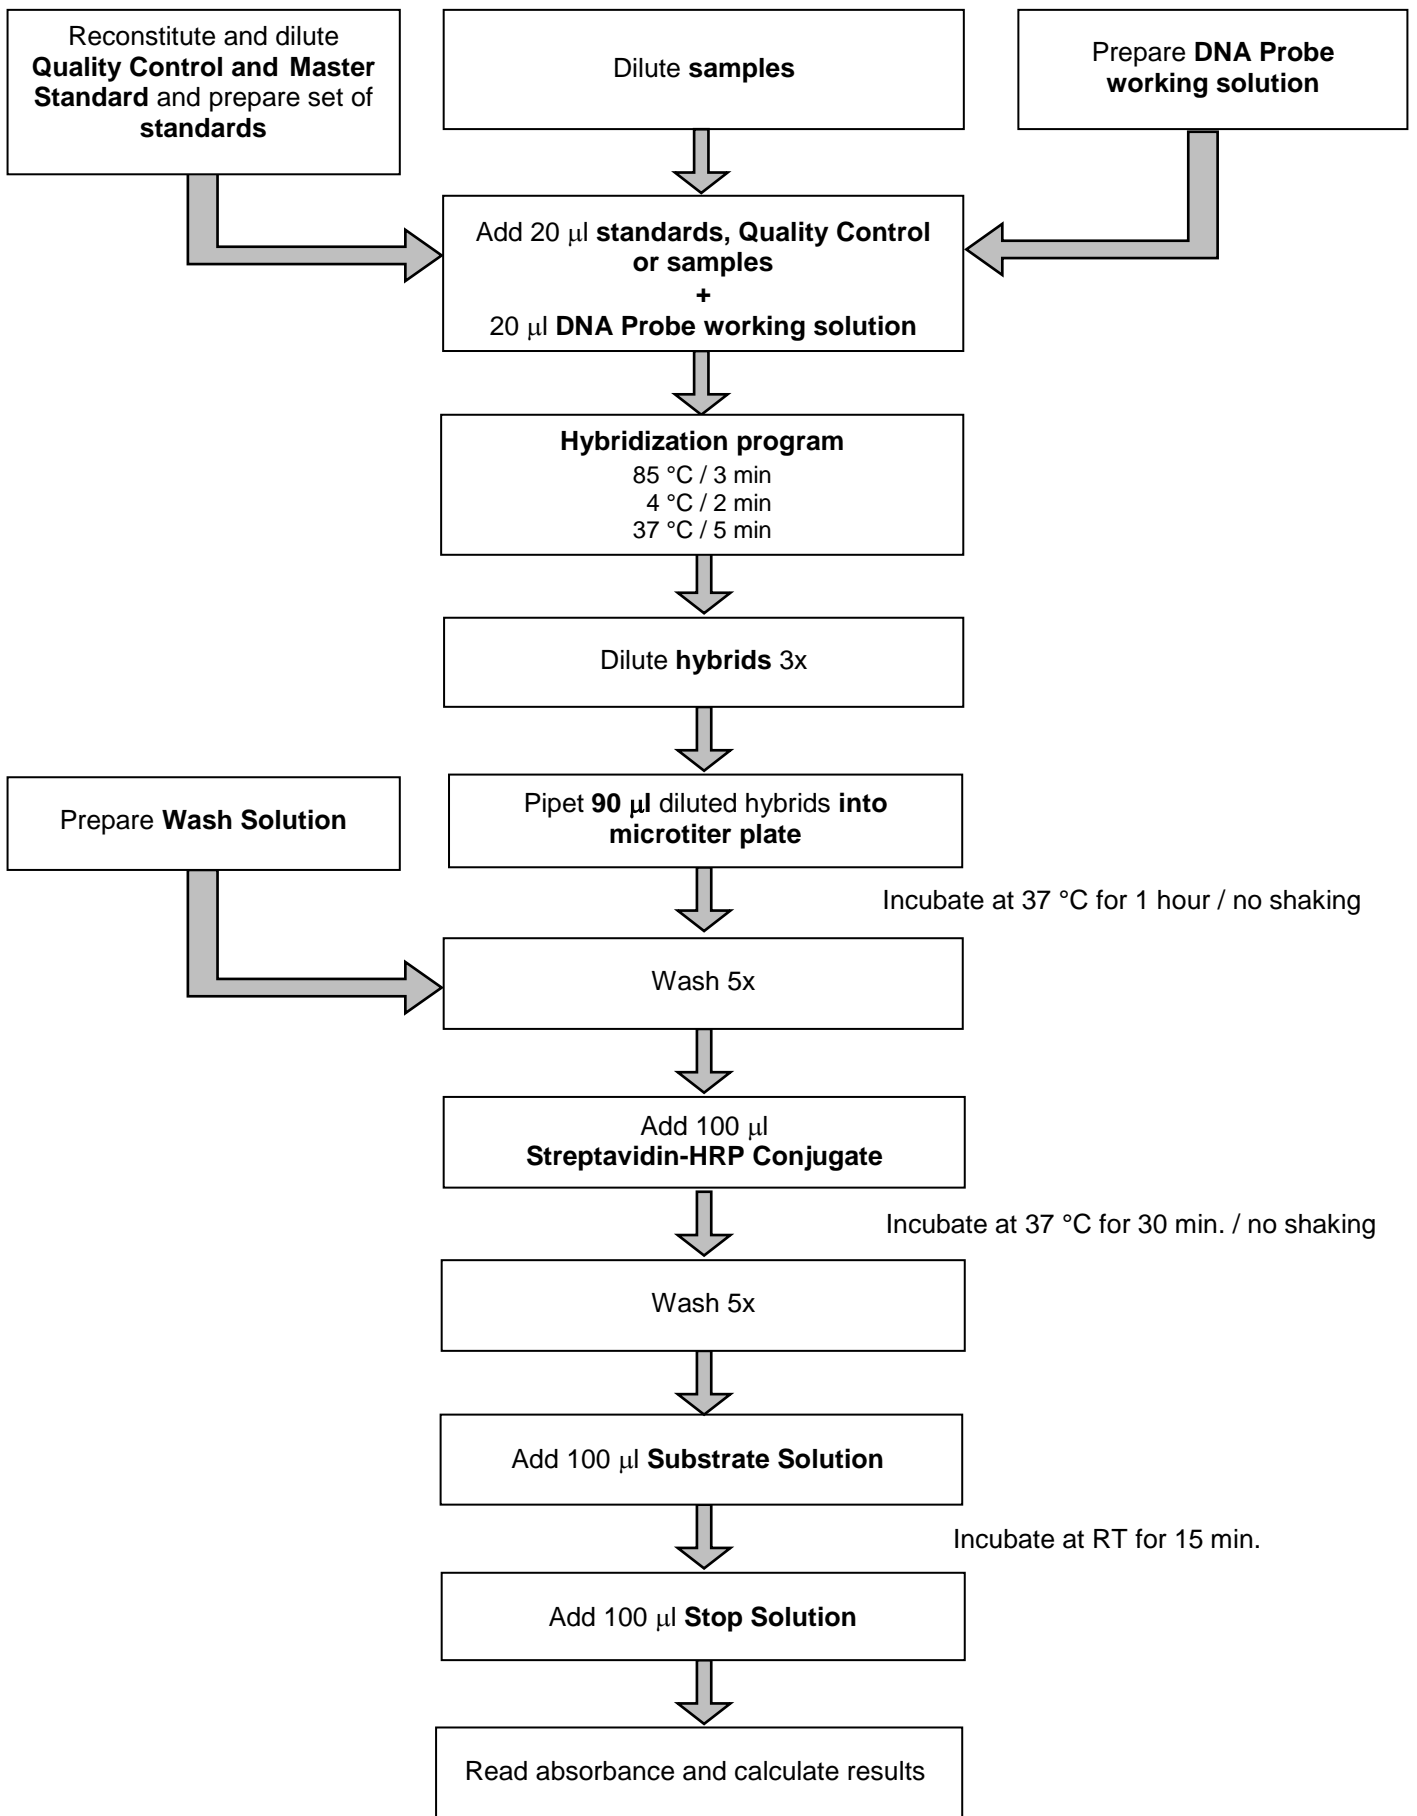 Reconstitute and dilute
Quality Control and Master
Standard and prepare set of
standards
Dilute samples
Prepare DNA Probe
working solution
Add 20 μl standards, Quality Control
or samples
+
20 μl DNA Probe working solution
Hybridization program
85 °C / 3 min
4 °C / 2 min
37 °C / 5 min
Dilute hybrids 3x
Prepare Wash Solution
Pipet 90 μl diluted hybrids into
microtiter plate
Incubate at 37 °C for 1 hour / no shaking
Wash 5x
Add 100 μl
Streptavidin-HRP Conjugate
Incubate at 37 °C for 30 min. / no shaking
Wash 5x
Add 100 μl Substrate Solution
Incubate at RT for 15 min.
Add 100 μl Stop Solution
Read absorbance and calculate results